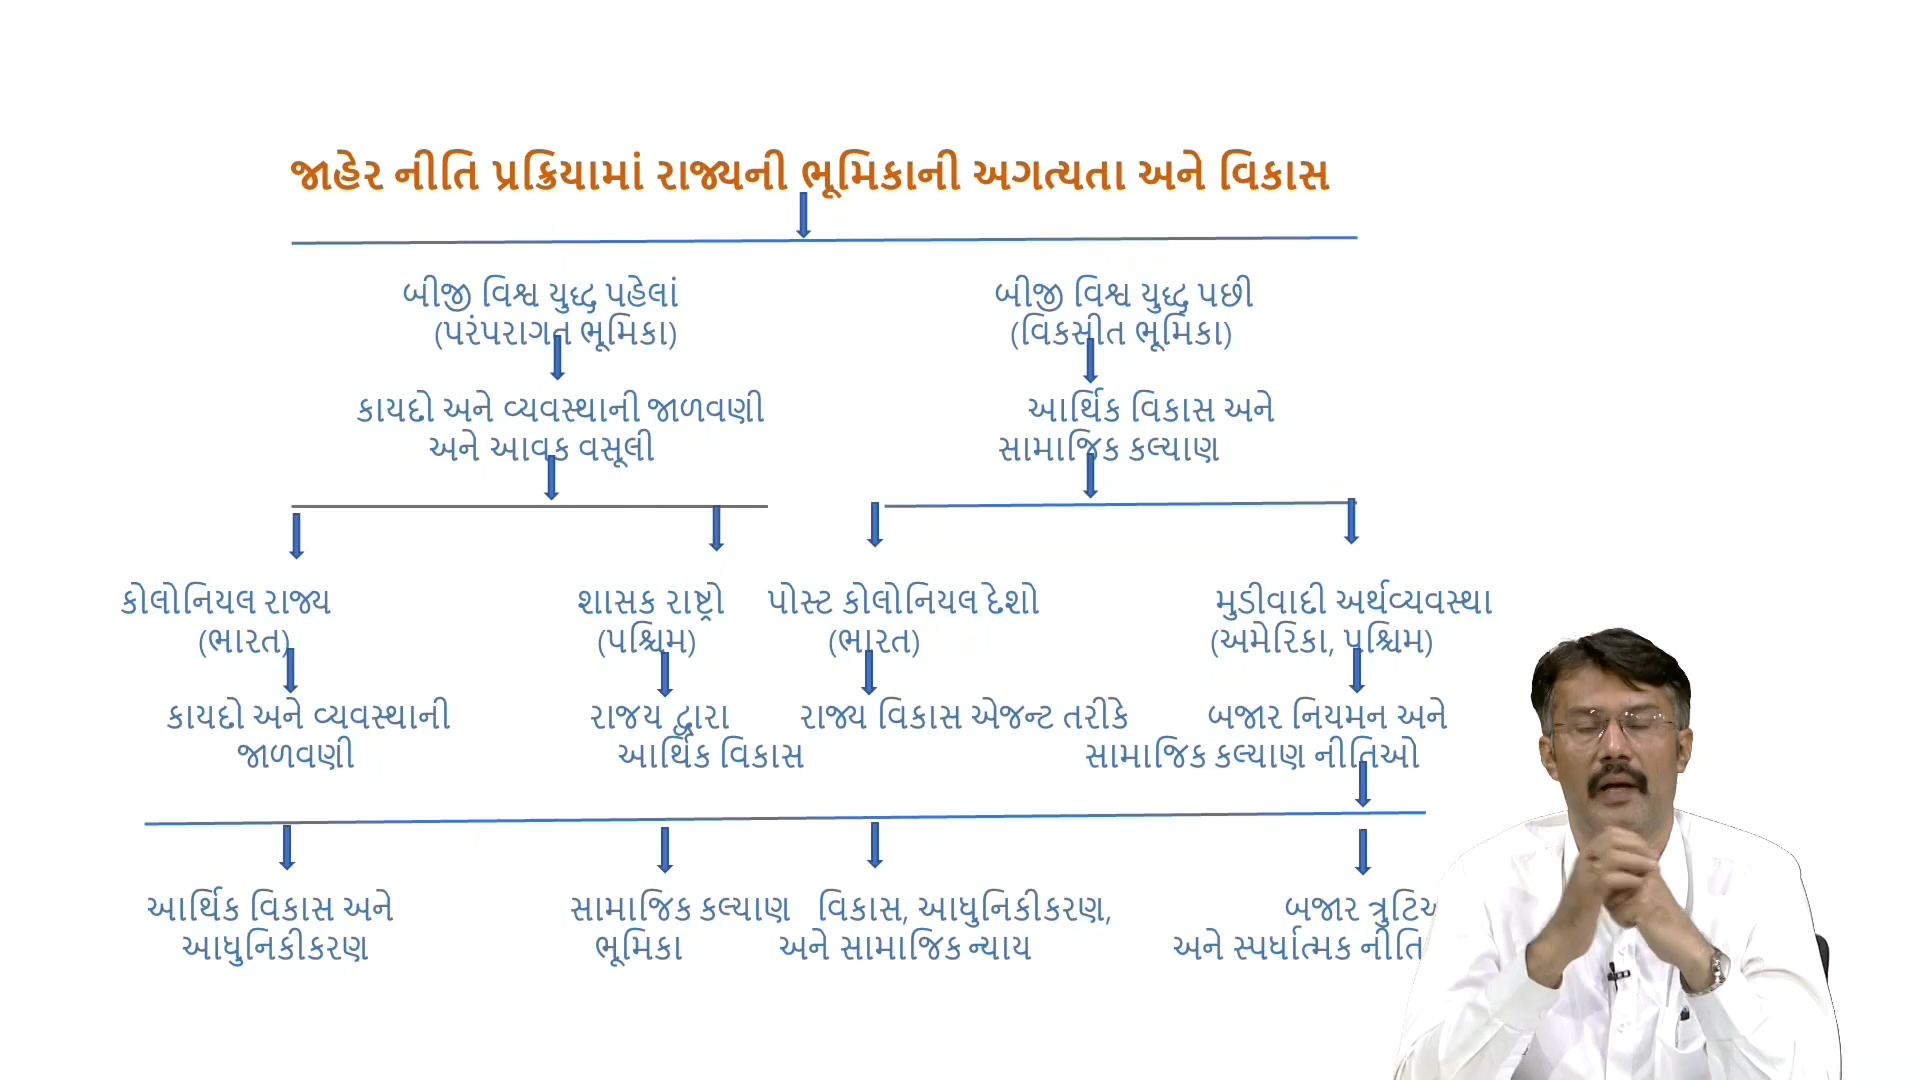 જાહેર નીતિ પ્રક્રિયામાં રાજ્યની ભૂમિકાની અગત્યતા અને વિકાસ
બીજી વિશ્વ યુદ્ધ પહેલાં
(પરંપરાગત ભૂમિકા)
બીજી વિશ્વ યુદ્ધ પછી
(વિકસીત ભૂમિકા)
કાયદો અને વ્યવસ્થાની જાળવણી
અને આવક વસૂલી
આર્થિક વિકાસ અને
સામાજિક કલ્યાણ
કોલોનિયલ રાજ્ય
(ભારત)
શાસક રાષ્ટ્રો
(પશ્ચિમ)
પોસ્ટ કોલોનિયલ દેશો
(ભારત)
મુડીવાદી અર્થવ્યવસ્થા
(અમેરિકા, પશ્ચિમ)
કાયદો અને વ્યવસ્થાની
જાળવણી
રાજય દ્વારા
આર્થિક વિકાસ
રાજ્ય વિકાસ એજન્ટ તરીકે
બજાર નિયમન અને
સામાજિક કલ્યાણ નીતિઓ
આર્થિક વિકાસ અને
આધુનિકીકરણ
સામાજિક કલ્યાણ
ભૂમિકા
વિકાસ, આધુનિકીકરણ,
અને સામાજિક ન્યાય
બજાર
અને સ્પર્ધાત્મક